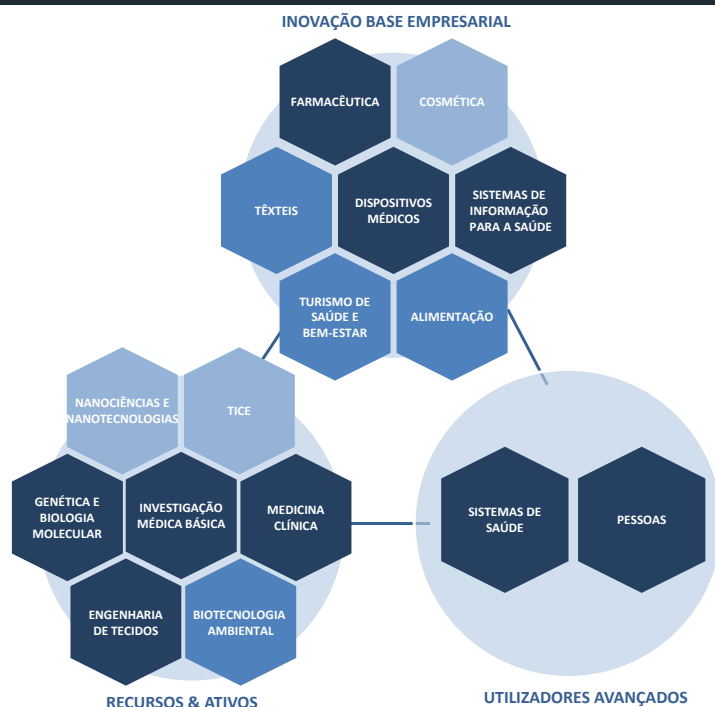 INOVAÇÃO BASE EMPRESARIAL
FARMACÊUTICA
COSMÉTICA
TÊXTEIS
DISPOSITIVOS
MÉDICOS
SISTEMAS DE
INFORMAÇÃO
PARA A SAÚDE
TURISMO DE
SAÚDE E
BEM-ESTAR
ALIMENTAÇÃO
NANOCIÊNCIAS E
NANOTECNOLOGIAS
TICE
GENÉTICA E
BIOLOGIA
MOLECULAR
INVESTIGAÇÃO
MÉDICA BÁSICA
MEDICINA
CLÍNICA
ENGENHARIA
DE TECIDOS
BIOTECNOLOGIA
AMBIENTAL
RECURSOS & ATIVOS
SISTEMAS DE
SAÚDE
PESSOAS
UTILIZADORES AVANÇADOS